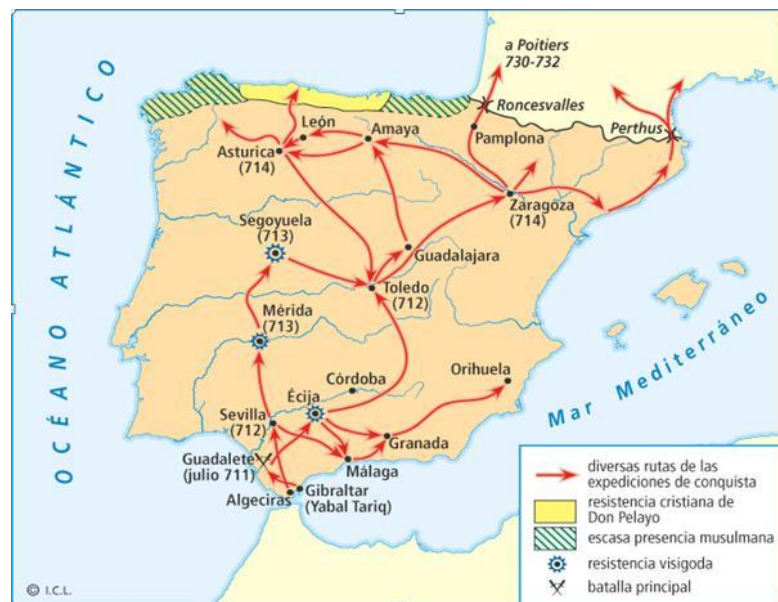 a Poitiers
730-732
Roncesvalles
Pamplona
Perthus
León
Amaya
Asturica
(714)
Zaragoza
(714)
Segoyuela
(713)
Guadalajara
Toledo
(712)
Mérida
(713)
Córdoba
Orihuela
Écija
Sevilla
(712)
Granada
Guadalete
(julio 711)
Málaga
Algeciras
Gibraltar
(Yabal Tariq)
OCÉANO ATLÁNTICO
Mar Mediterráneo
diversas rutas de las
expediciones de conquista
resistencia cristiana de
Don Pelayo
escasa presencia musulmana
resistencia visigoda
batalla principal
© I.C.L.